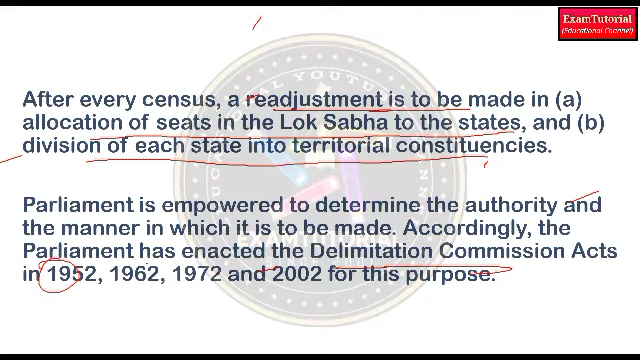 ExamTutorial
(Educational Channel)
After every census, a readjustment is to be made in (a)
allocation of seats in the Lok Sabha to the states, and (b)
division of each state into territorial constituencies.
Parliament is empowered to determine the authority and
the manner in which it is to be made. Accordingly, the
Parliament has enacted the Delimitation Commission Acts
in 1952, 1962, 1972 and 2002 for this purpose.